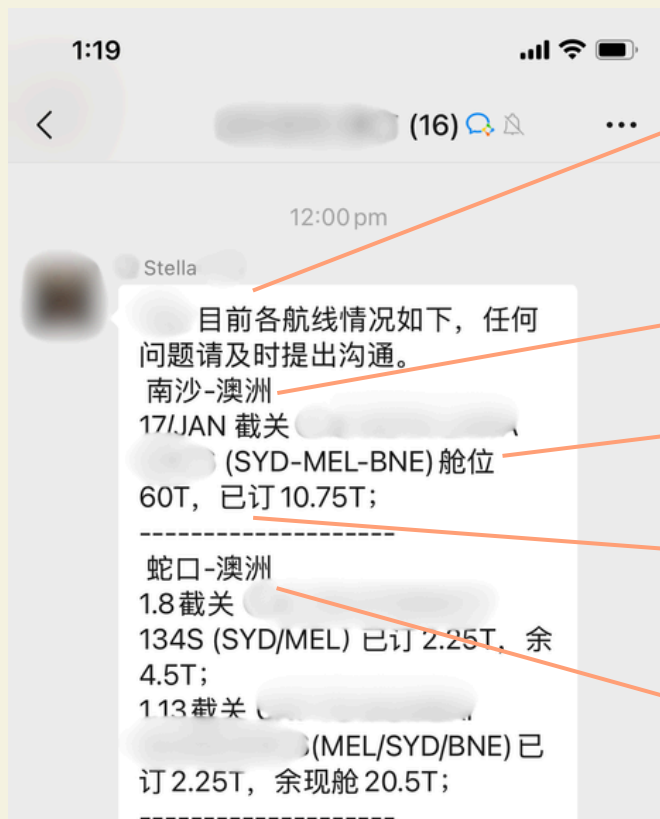 1:19
(16)
12:00 pm
Stella
目前各航线情况如下，任何
问题请及时提出沟通。
南沙-澳洲
17/JAN 截关
(SYD-MEL-BNE) 舱位
60T，已订 10.75T；
---------------------
蛇口-澳洲
1.8 截关
134S (SYD/MEL) 已订 2.25T，余
4.5T；
1.13 截关
(MEL/SYD/BNE) 已
订 2.25T，余现舱 20.5T；
---------------------